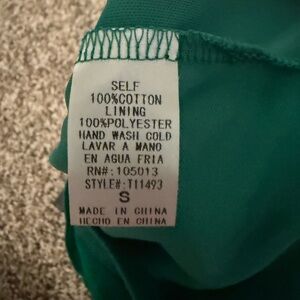 SELF
100%COTTON
LINING
100%POLYESTER
HAND WASH COLD
LAVAR A MANO
EN AGUA FRIA
RN#:105013
STYLE#:T11493
S
MADE IN CHINA
HECHO EN CHINA